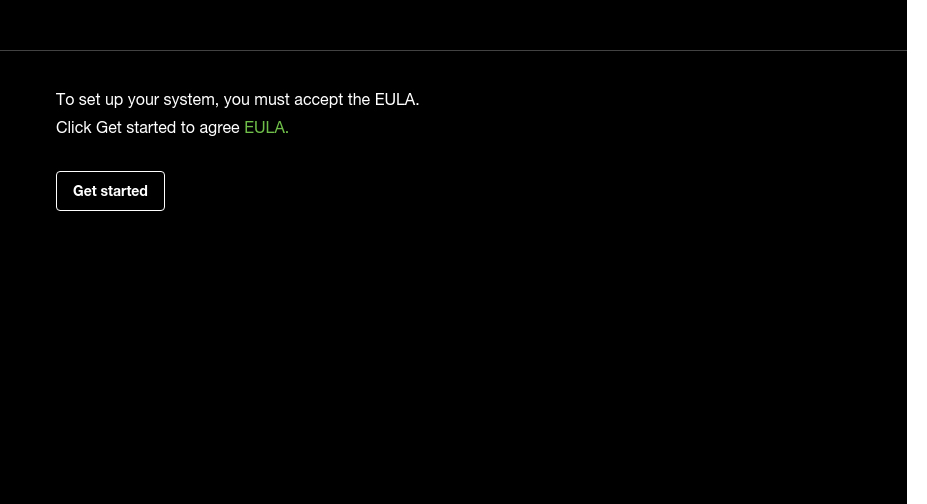 To set up your system, you must accept the EULA.
Click Get started to agree EULA.
Get started